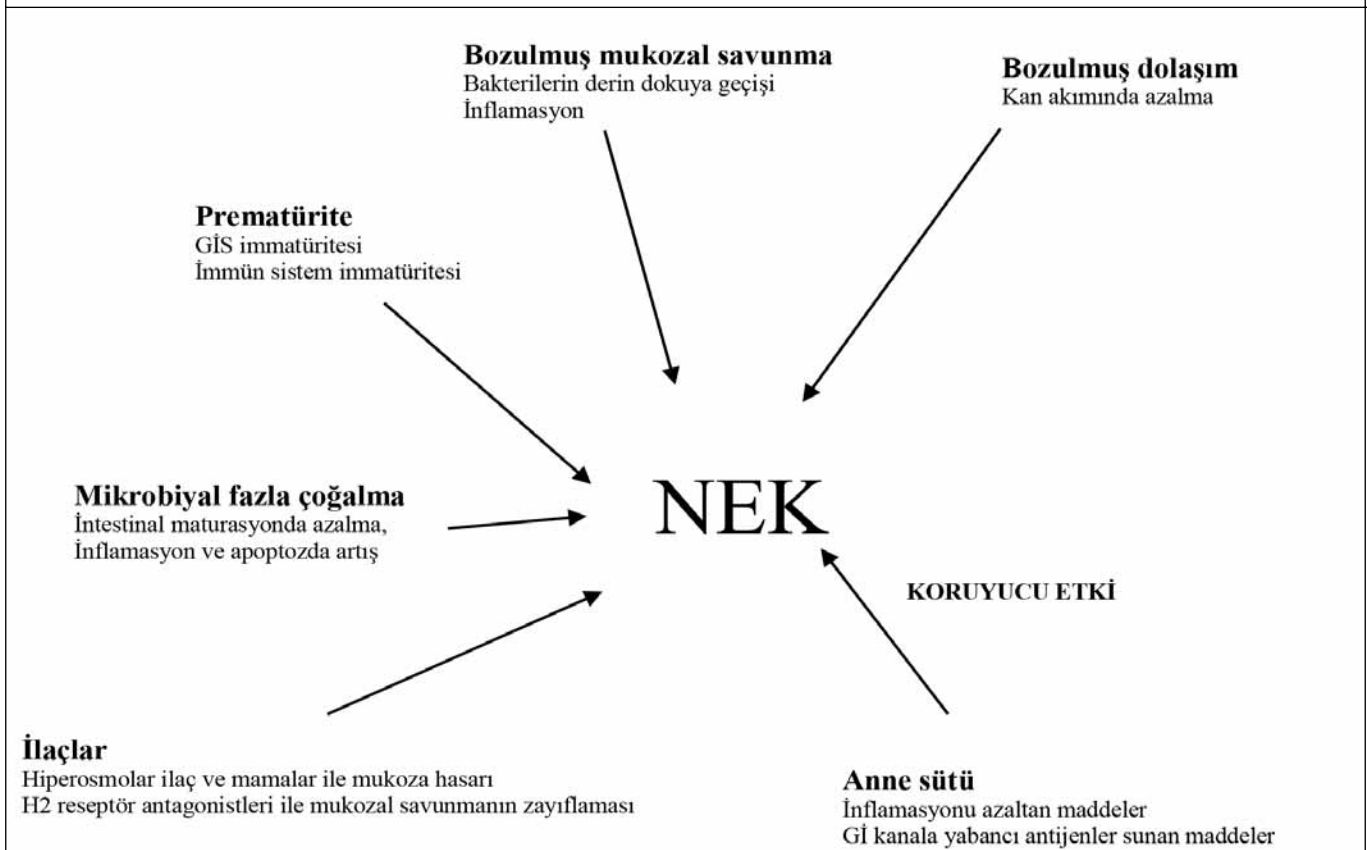 Bozulmuş mukozal savunma
Bakterilerin derin dokuya geçişi
İnflamasyon
Bozulmuş dolaşım
Kan akımında azalma
Prematürite
GİS immatüritesi
İmmün sistem immatüritesi
Mikrobiyal fazla çoğalma
İntestinal maturasyonda azalma,
İnflamasyon ve apoptozda artış
NEK
KORUYUCU ETKİ
İlaçlar
Hiperosmolar ilaç ve mamalar ile mukoza hasarı
H2 reseptör antagonistleri ile mukozal savunmanın zayıflaması
Anne sütü
İnflamasyonu azaltan maddeler
Gİ kanala yabancı antijenler sunan maddeler